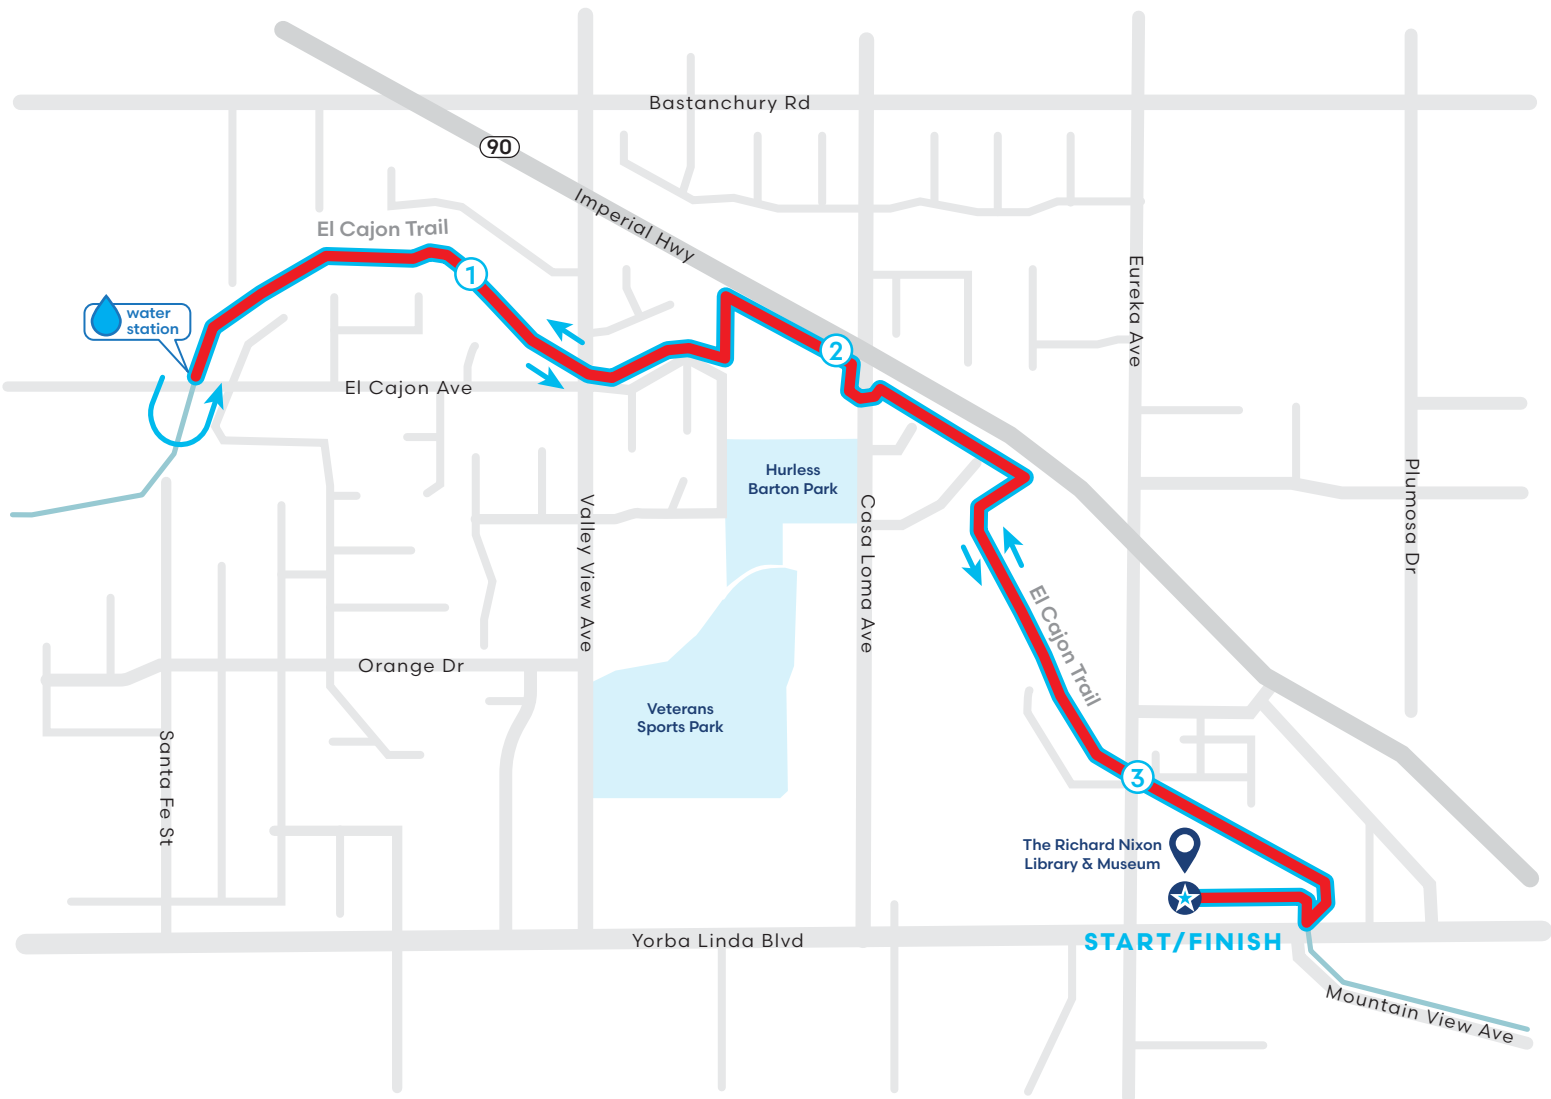 Bastanchury Rd
90
Imperial Hwy
El Cajon Trail
1
water
station
Eureka Ave
2
El Cajon Ave
Hurless
Barton Park
Plumosa Dr
Valley View Ave
Casa Loma Ave
El Cajon Trail
Orange Dr
Veterans
Sports Park
Santa Fe St
3
The Richard Nixon
Library & Museum
START/FINISH
Yorba Linda Blvd
Mountain View Ave